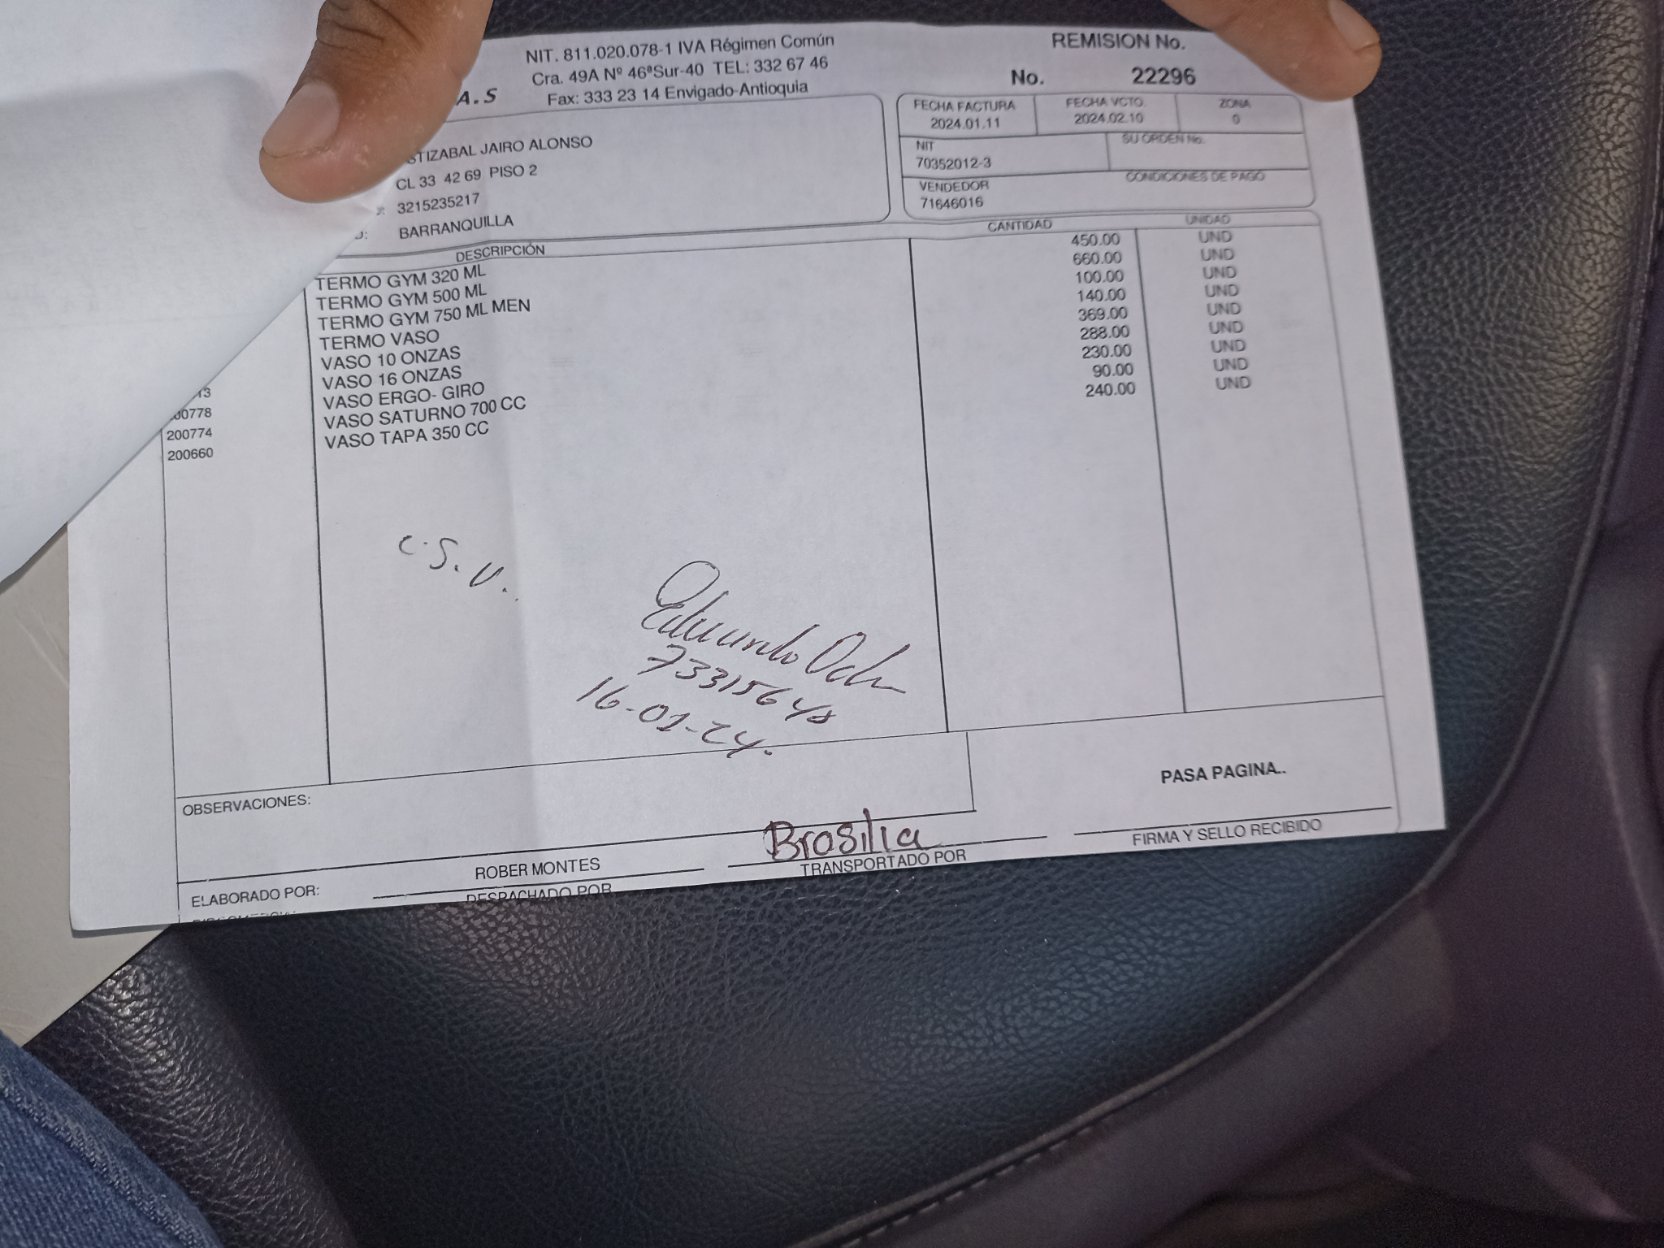 NIT. 811.020.078-1 IVA Régimen Común
Cra. 49A Nº 46ªSur-40 TEL: 332 67 46
A.S Fax: 333 23 14 Envigado-Antioquia
REMISION No.
No. 22296
FECHA FACTURA FECHA VCTO. ZONA
2024.01.11 2024.02.10 0
NIT SU ORDEN No.
70352012-3
VENDEDOR CONDICIONES DE PAGO
71646016
STIZABAL JAIRO ALONSO
CL 33 42 69 PISO 2
3215235217
BARRANQUILLA
DESCRIPCIÓN CANTIDAD UNIDAD
TERMO GYM 320 ML 450.00 UND
TERMO GYM 500 ML 660.00 UND
TERMO GYM 750 ML MEN 100.00 UND
TERMO VASO 140.00 UND
VASO 10 ONZAS 369.00 UND
VASO 16 ONZAS 288.00 UND
13 VASO ERGO- GIRO 230.00 UND
00778 VASO SATURNO 700 CC 90.00 UND
200774 VASO TAPA 350 CC 240.00 UND
200660
C.S.V.
Eduardo
73315648
16-01-24.
OBSERVACIONES:
PASA PAGINA..
ELABORADO POR: ROBER MONTES
DESPACHADO POR
Brasilia
TRANSPORTADO POR
FIRMA Y SELLO RECIBIDO